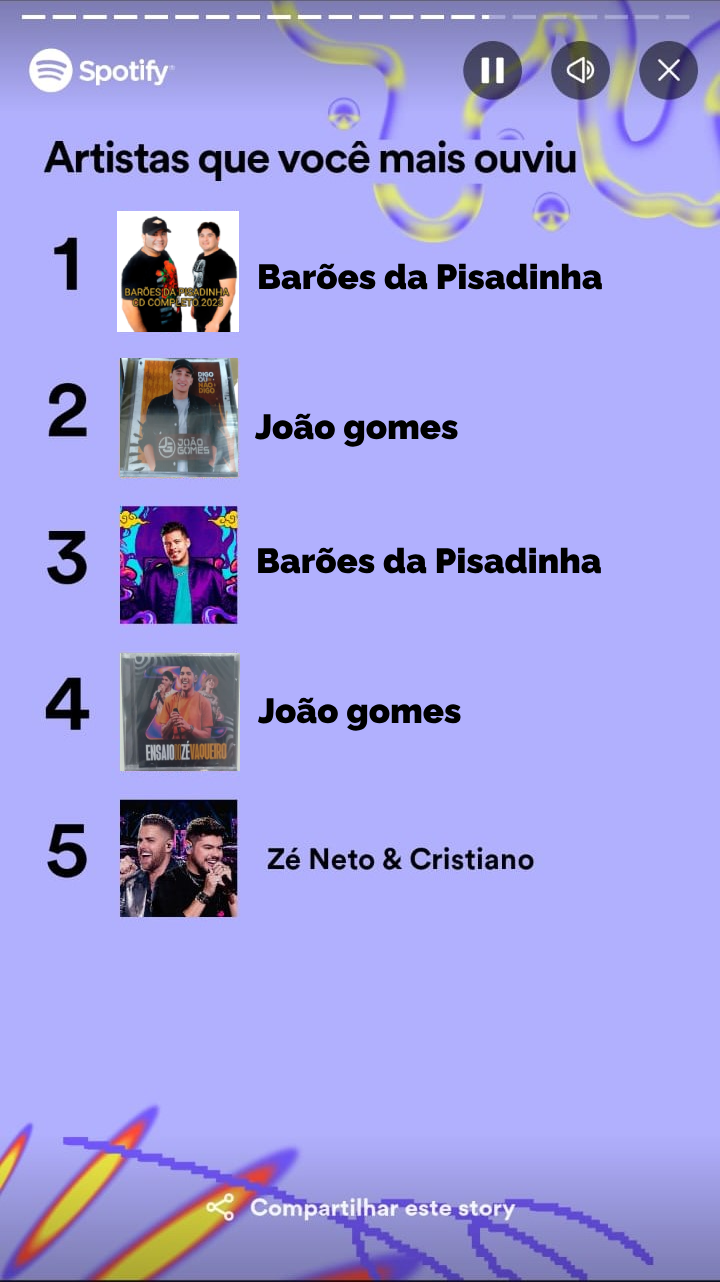 Spotify
Artistas que você mais ouviu
1
BARÕES DA PISADINHA
CD COMPLETO 2023
Barões da Pisadinha
2
DIGO
OU
NÃO
DIGO
JG
JOÃO
GOMES
João gomes
3
Barões da Pisadinha
4
ENSAIO DO ZÉ VAQUEIRO
João gomes
5
Zé Neto & Cristiano
Compartilhar este story